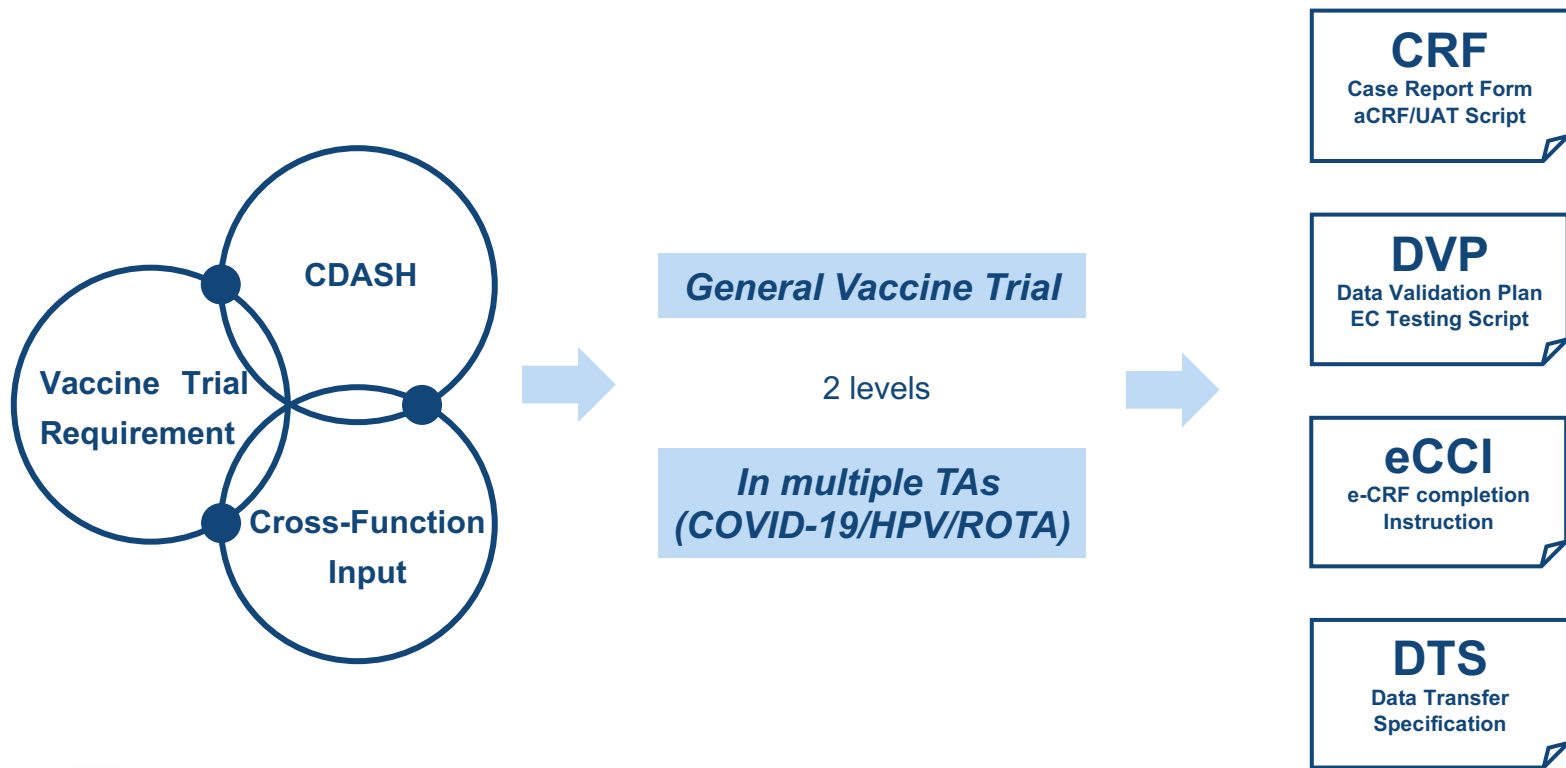 CDASH
Vaccine Trial
Requirement
Cross-Function
Input
General Vaccine Trial
2 levels
In multiple TAs
(COVID-19/HPV/ROTA)
CRF
Case Report Form
aCRF/UAT Script
DVP
Data Validation Plan
EC Testing Script
eCCI
e-CRF completion
Instruction
DTS
Data Transfer
Specification